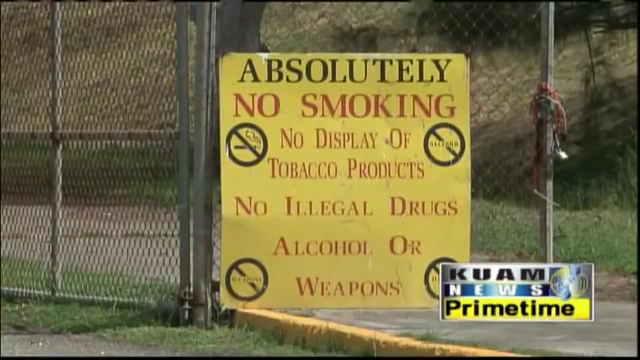 ABSOLUTELY
NO SMOKING
NO DISPLAY OF
TOBACCO PRODUCTS
NO ILLEGAL DRUGS
ALCOHOL OR
WEAPONS
KUAM
NEWS
Primetime